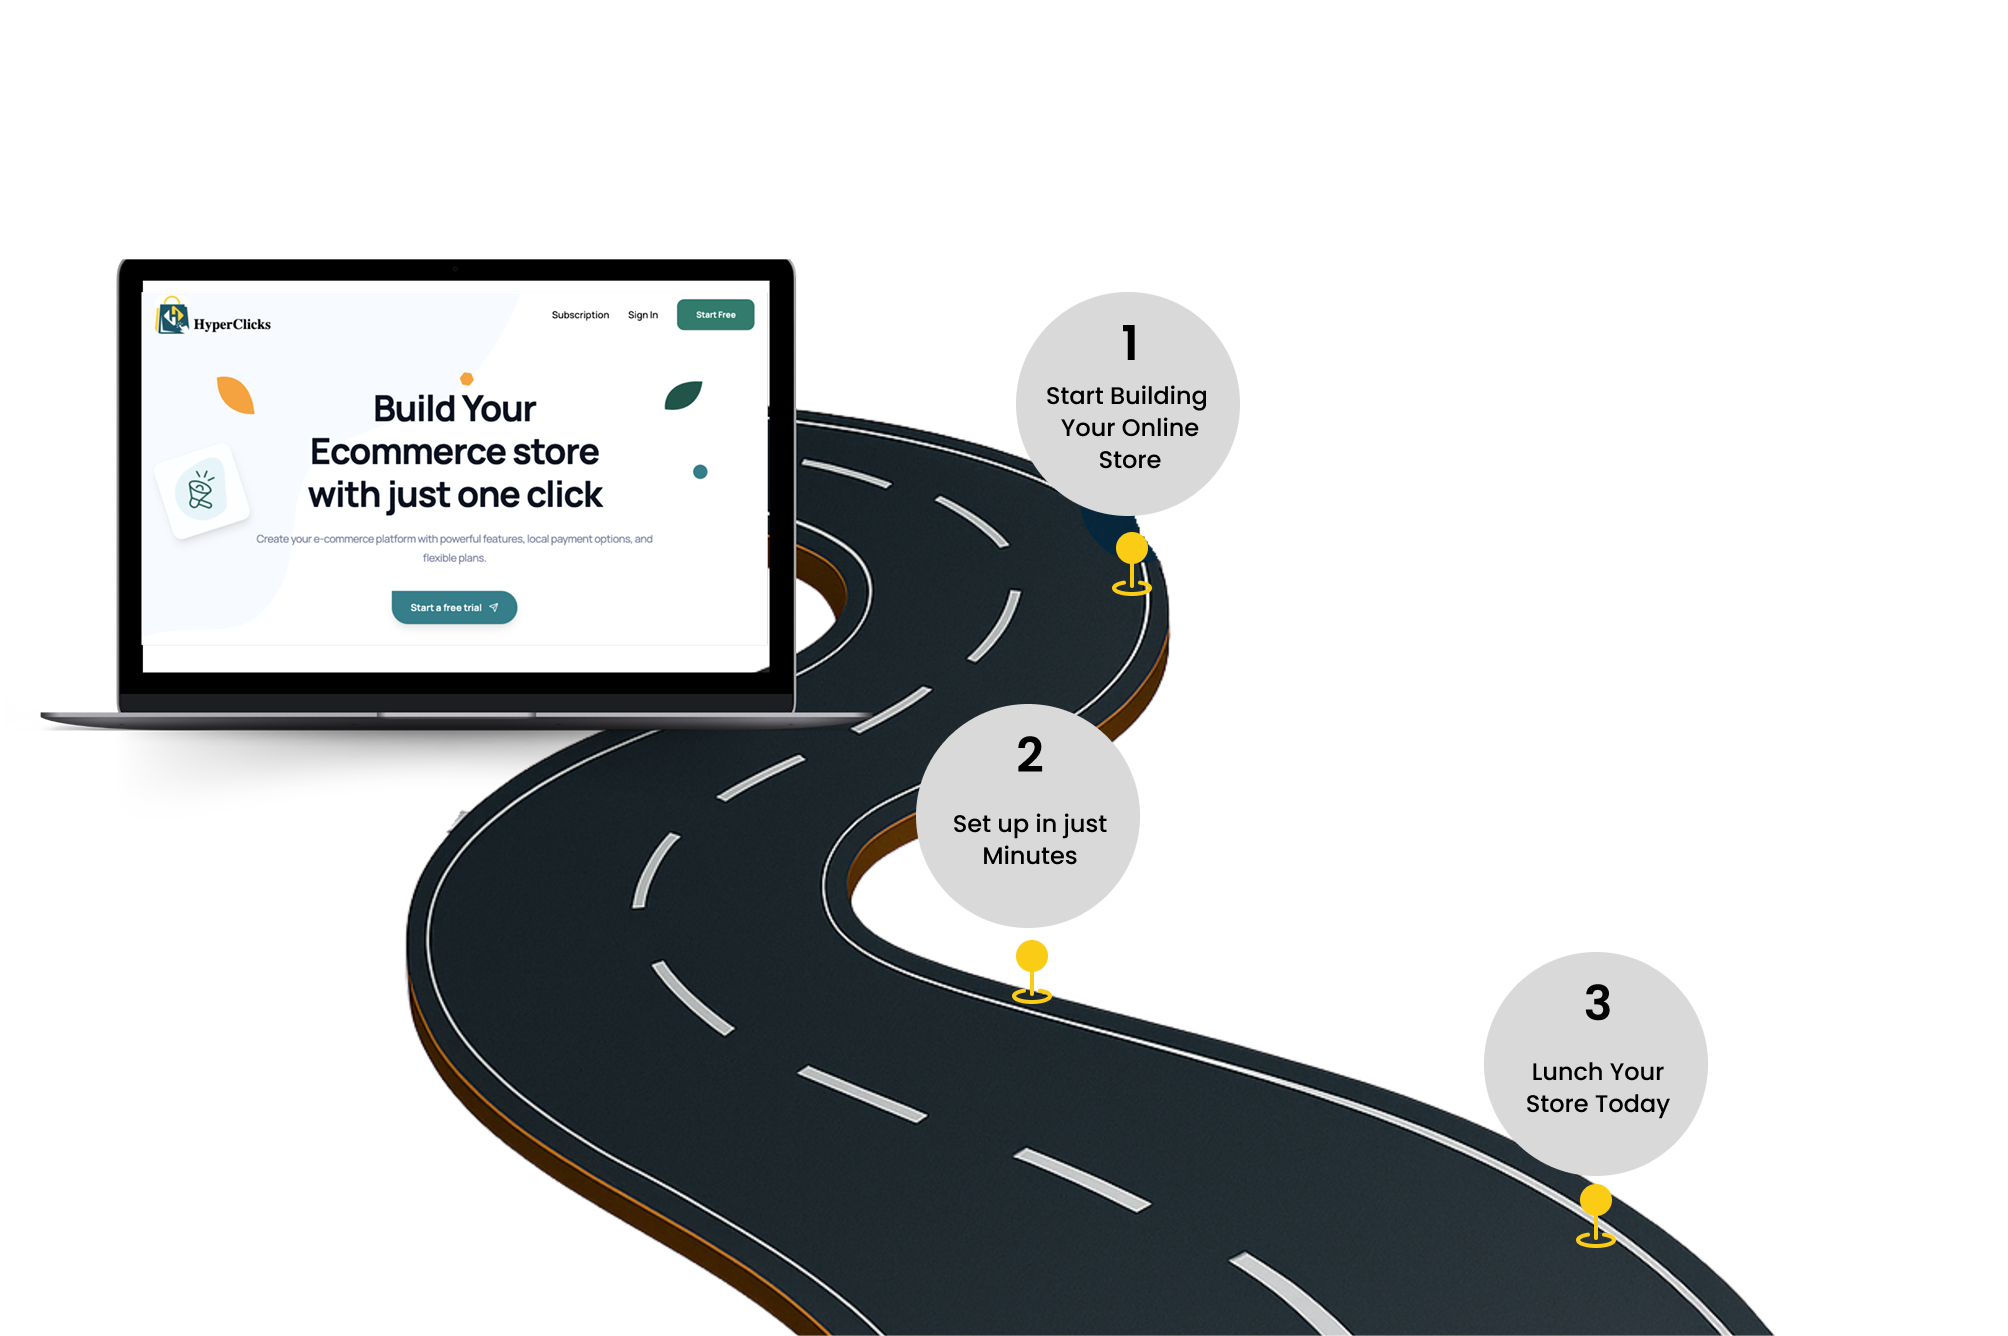 HyperClicks
Subscription
Sign In
Start Free
Build Your
Ecommerce store
with just one click
Create your e-commerce platform with powerful features, local payment options, and
flexible plans.
Start a free trial
1
Start Building
Your Online
Store
2
Set up in just
Minutes
3
Lunch Your
Store Today